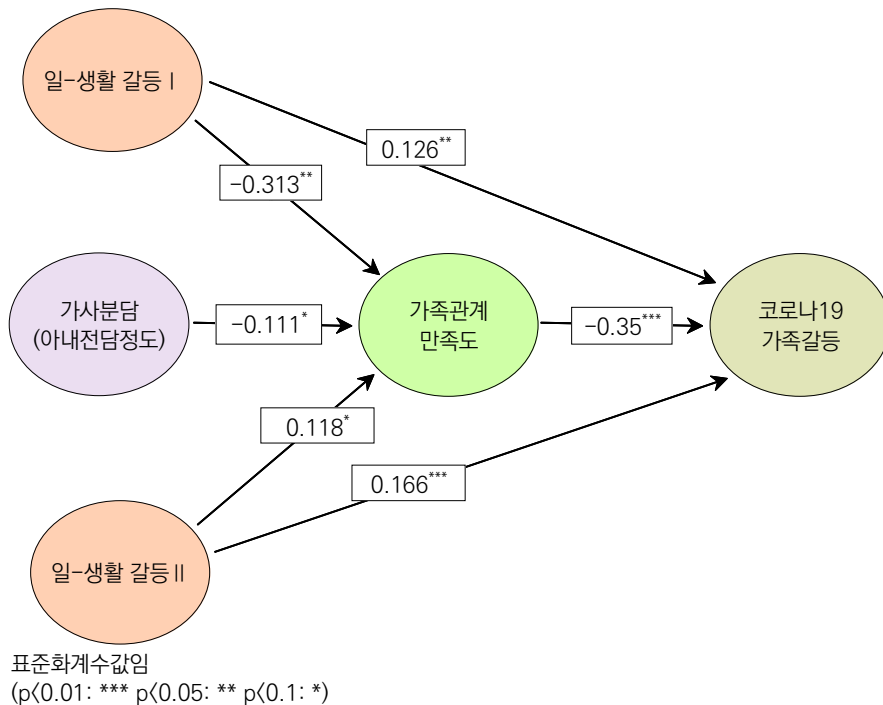 일-생활 갈등 Ⅰ
0.126**
-0.313**
가사분담
(아내전담정도)
-0.111*
가족관계
만족도
-0.35***
코로나19
가족갈등
0.118*
0.166***
일-생활 갈등Ⅱ
표준화계수값임
(p<0.01: *** p<0.05: ** p<0.1: *)